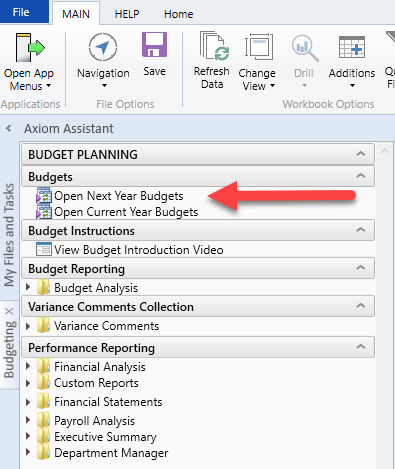 File MAIN HELP Home
Open App Menus Navigation Save Refresh Data Change View Drill Additions
Applications File Options Workbook Options
Axiom Assistant
My Files and Tasks
Budgeting
BUDGET PLANNING
Budgets
Open Next Year Budgets
Open Current Year Budgets
Budget Instructions
View Budget Introduction Video
Budget Reporting
Budget Analysis
Variance Comments Collection
Variance Comments
Performance Reporting
Financial Analysis
Custom Reports
Financial Statements
Payroll Analysis
Executive Summary
Department Manager